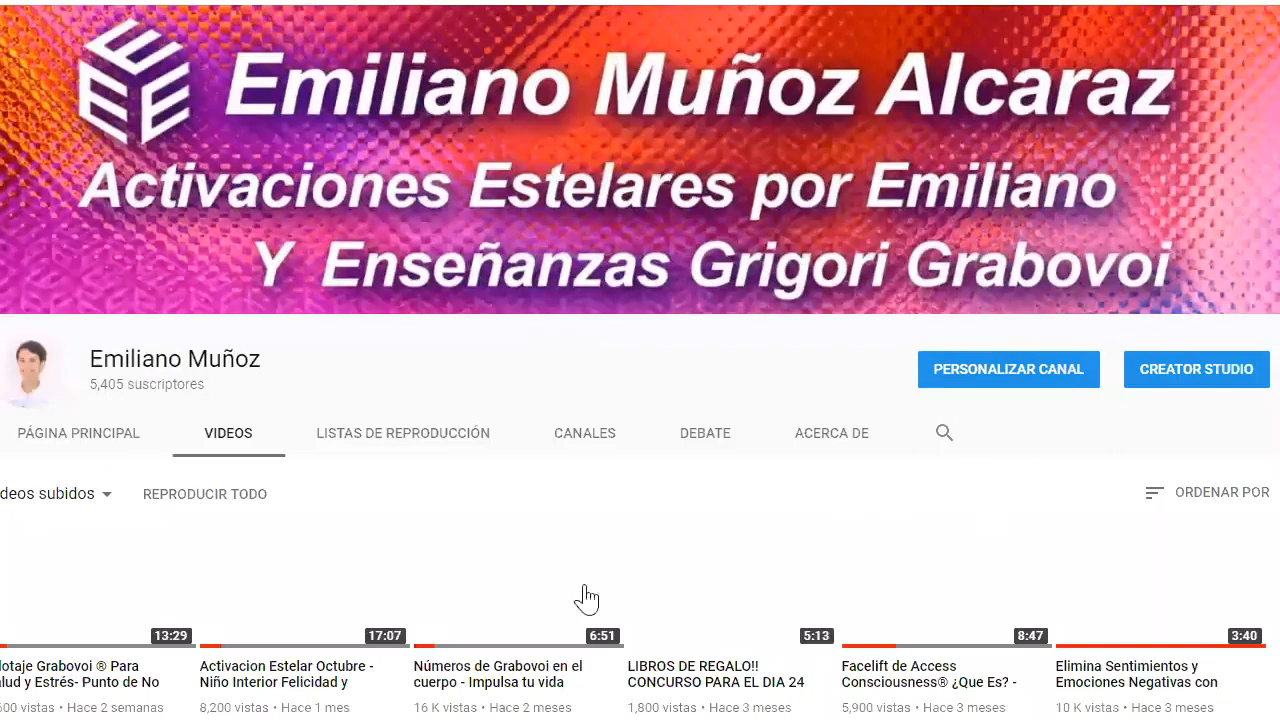 Emiliano Muñoz Alcaraz
Activaciones Estelares por Emiliano
Y Enseñanzas Grigori Grabovoi
Emiliano Muñoz
5,405 suscriptores
PERSONALIZAR CANAL
CREATOR STUDIO
PÁGINA PRINCIPAL
VIDEOS
LISTAS DE REPRODUCCIÓN
CANALES
DEBATE
ACERCA DE
deos subidos
REPRODUCIR TODO
ORDENAR POR
13:29
17:07
6:51
5:13
8:47
3:40
lotaje Grabovoi ® Para
lud y Estrés- Punto de No
600 vistas • Hace 2 semanas
Activacion Estelar Octubre -
Niño Interior Felicidad y
8,200 vistas • Hace 1 mes
Números de Grabovoi en el
cuerpo - Impulsa tu vida
16 K vistas • Hace 2 meses
LIBROS DE REGALO!!
CONCURSO PARA EL DIA 24
1,800 vistas • Hace 3 meses
Facelift de Access
Consciousness® ¿Que Es? -
5,900 vistas • Hace 3 meses
Elimina Sentimientos y
Emociones Negativas con
10 K vistas • Hace 3 meses